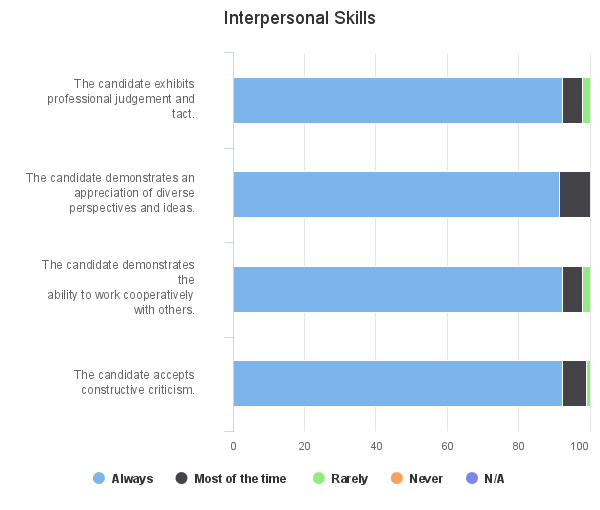 Interpersonal Skills
The candidate exhibits
professional judgement and
tact.
The candidate demonstrates an
appreciation of diverse
perspectives and ideas.
The candidate demonstrates
the
ability to work cooperatively
with others.
The candidate accepts
constructive criticism.
0 20 40 60 80 100
Always Most of the time Rarely Never N/A